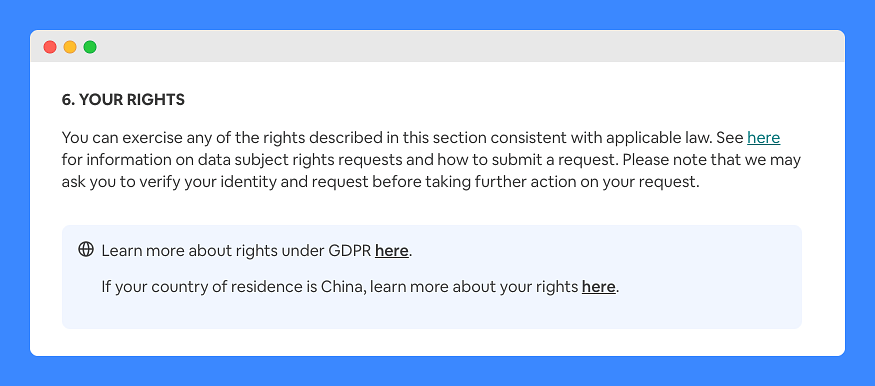 6. YOUR RIGHTS
You can exercise any of the rights described in this section consistent with applicable law. See here
for information on data subject rights requests and how to submit a request. Please note that we may
ask you to verify your identity and request before taking further action on your request.
Learn more about rights under GDPR here.
If your country of residence is China, learn more about your rights here.